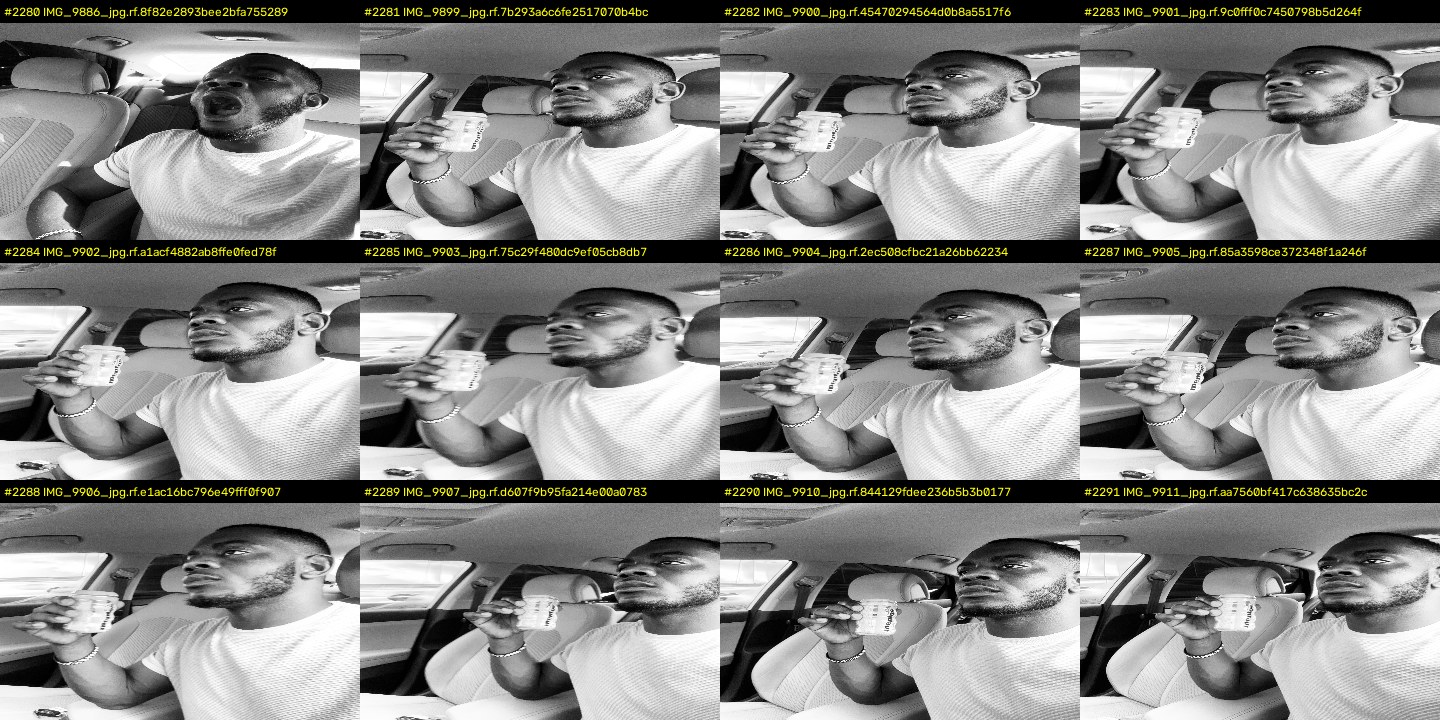 #2280 IMG_9886_jpg.rf.8f82e2893bee2bfa755289
#2281 IMG_9899_jpg.rf.7b293a6c6fe2517070b4bc
#2282 IMG_9900_jpg.rf.45470294564d0b8a5517f6
#2283 IMG_9901_jpg.rf.9c0fff0c7450798b5d264f
#2284 IMG_9902_jpg.rf.a1acf4882ab8ffe0fed78f
#2285 IMG_9903_jpg.rf.75c29f480dc9ef05cb8db7
#2286 IMG_9904_jpg.rf.2ec508cfbc21a26bb62234
#2287 IMG_9905_jpg.rf.85a3598ce372348f1a246f
#2288 IMG_9906_jpg.rf.e1ac16bc796e49fff0f907
#2289 IMG_9907_jpg.rf.d607f9b95fa214e00a0783
#2290 IMG_9910_jpg.rf.844129fdee236b5b3b0177
#2291 IMG_9911_jpg.rf.aa7560bf417c638635bc2c